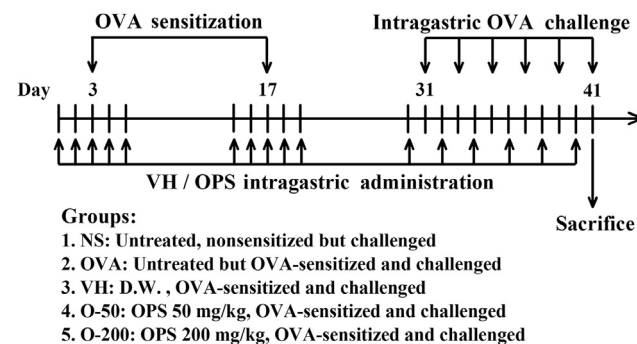 OVA sensitization Intragastric OVA challenge
Day 3 17 31 41
VH / OPS intragastric administration
Sacrifice
Groups:
1. NS: Untreated, nonsensitized but challenged
2. OVA: Untreated but OVA-sensitized and challenged
3. VH: D.W. , OVA-sensitized and challenged
4. O-50: OPS 50 mg/kg, OVA-sensitized and challenged
5. O-200: OPS 200 mg/kg, OVA-sensitized and challenged